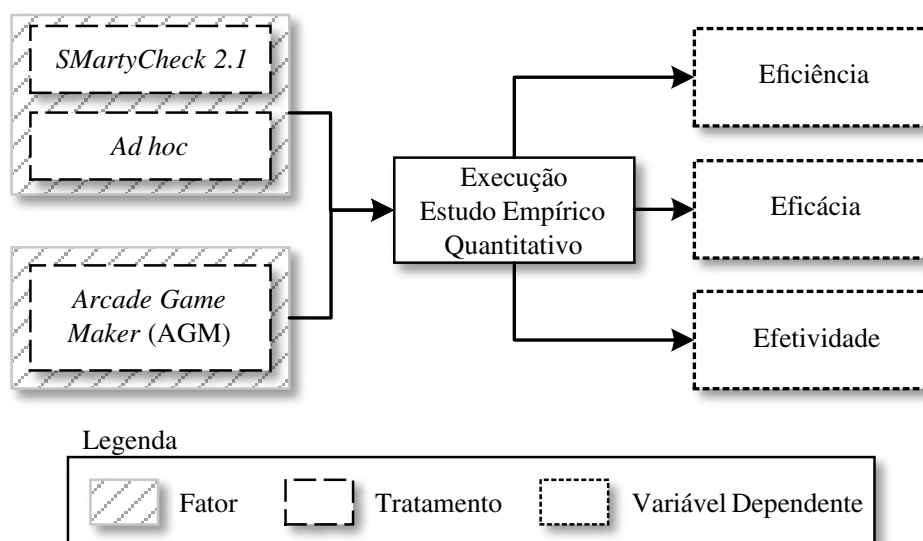 SMartyCheck 2.1
Ad hoc
Arcade Game
Maker (AGM)
Execução
Estudo Empírico
Quantitativo
Eficiência
Eficácia
Efetividade
Legenda
Fator
Tratamento
Variável Dependente